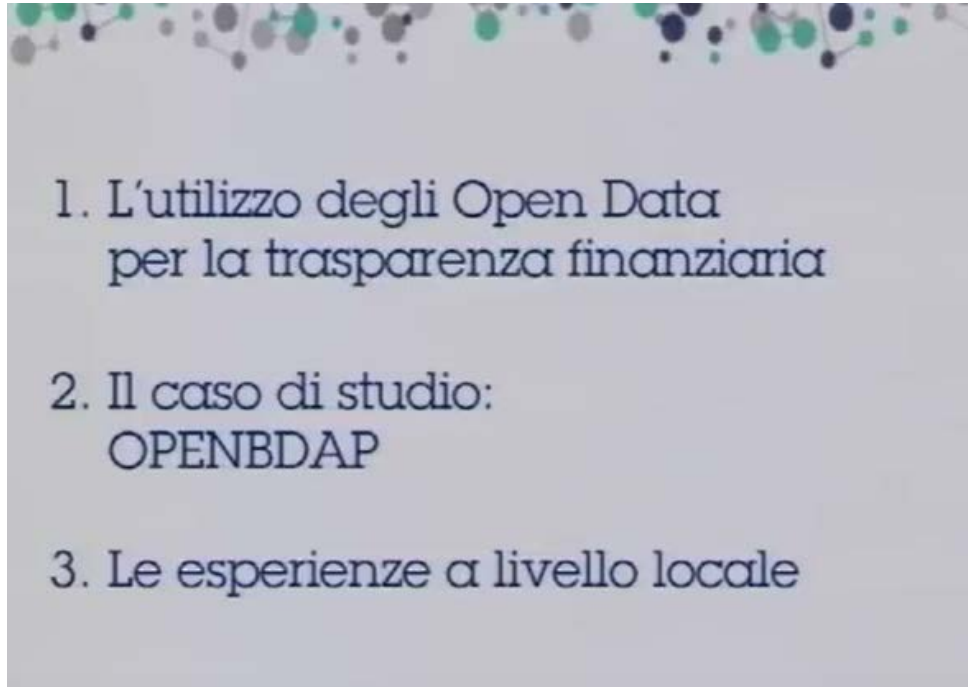 1. L'utilizzo degli Open Data
per la trasparenza finanziaria
2. Il caso di studio:
OPENBDAP
3. Le esperienze a livello locale